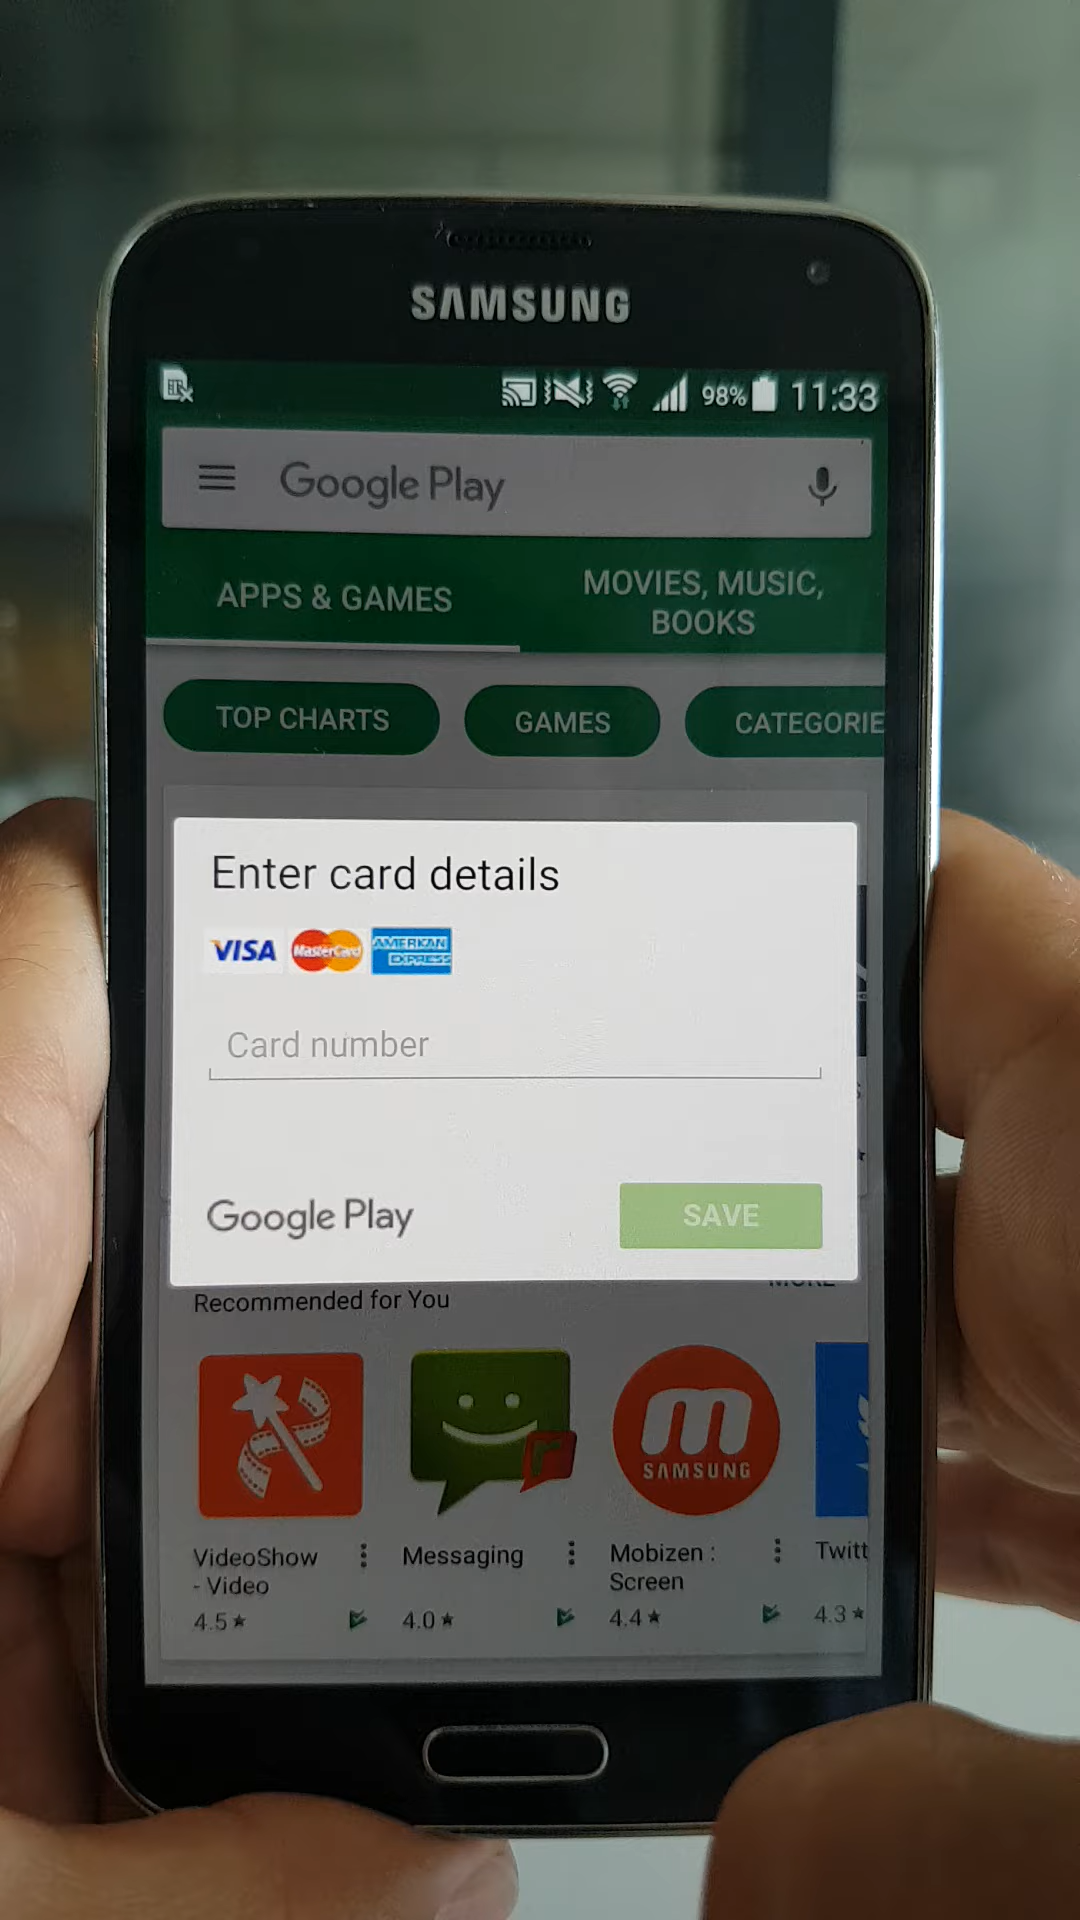 SAMSUNG
98% 11:33
Google Play
APPS & GAMES
MOVIES, MUSIC,
BOOKS
TOP CHARTS
GAMES
CATEGORIE
Enter card details
VISA MasterCard AMERICAN
EXPRESS
Card number
Google Play
SAVE
MORE
Recommended for You
SAMSUNG
VideoShow
- Video
4.5★
Messaging
4.0★
Mobizen :
Screen
4.4★
Twitt
4.3★